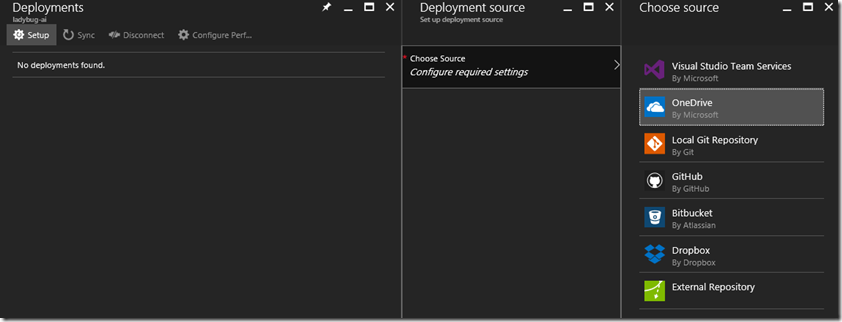 Deployments
ladybug-ai
Setup
Sync
Disconnect
Configure Perf...
No deployments found.
Deployment source
Set up deployment source
* Choose Source
Configure required settings
Choose source
Visual Studio Team Services
By Microsoft
OneDrive
By Microsoft
Local Git Repository
By Git
GitHub
By GitHub
Bitbucket
By Atlassian
Dropbox
By Dropbox
External Repository